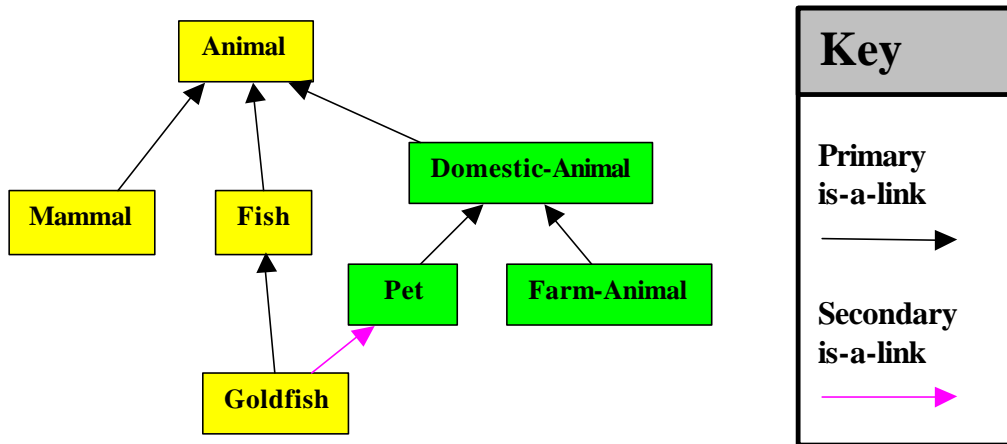 Animal
Domestic-Animal
Mammal
Fish
Pet
Farm-Animal
Goldfish
Key
Primary
is-a-link
Secondary
is-a-link